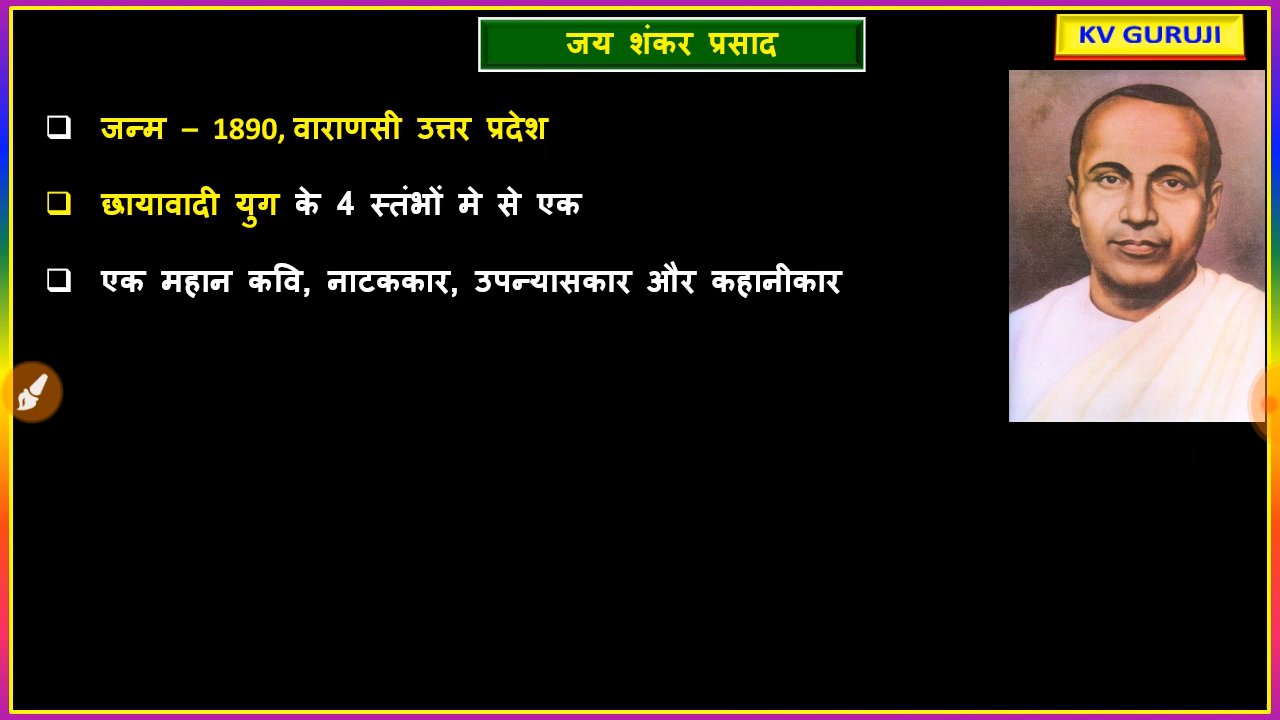 जय शंकर प्रसाद
KV GURUJI
❑ जन्म – 1890, वाराणसी उत्तर प्रदेश
❑ छायावादी युग के 4 स्तंभों मे से एक
❑ एक महान कवि, नाटककार, उपन्यासकार और कहानीकार